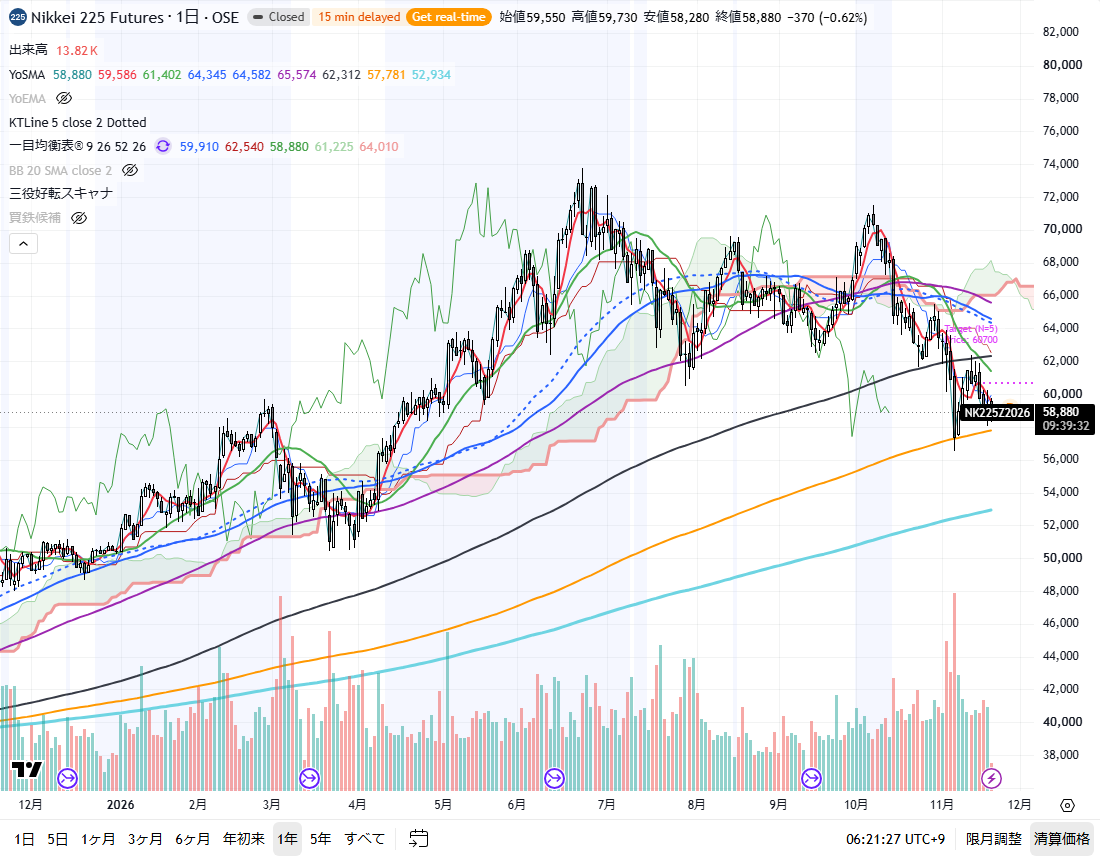 225 Nikkei 225 Futures · 1日 · OSE Closed 15 min delayed Get real-time 始値59,550 高値59,730 安値58,280 終値58,880 −370 (−0.62%)
出来高 13.82 K
YoSMA 58,880 59,586 61,402 64,345 64,582 65,574 62,312 57,781 52,934
YoEMA
KTLine 5 close 2 Dotted
一目均衡表® 9 26 52 26 59,910 62,540 58,880 61,225 64,010
BB 20 SMA close 2
三役好転スキャナ
買鉄候補
82,000
80,000
78,000
76,000
74,000
72,000
70,000
68,000
66,000
64,000
62,000
60,000
Target (N=5)
Price: 60700
NK225Z2026 58,880
09:39:32
56,000
54,000
52,000
50,000
48,000
46,000
44,000
42,000
40,000
38,000
12月 2026 2月 3月 4月 5月 6月 7月 8月 9月 10月 11月 12月
1日 5日 1ヶ月 3ヶ月 6ヶ月 年初来 1年 5年 すべて 06:21:27 UTC+9 限月調整 清算価格